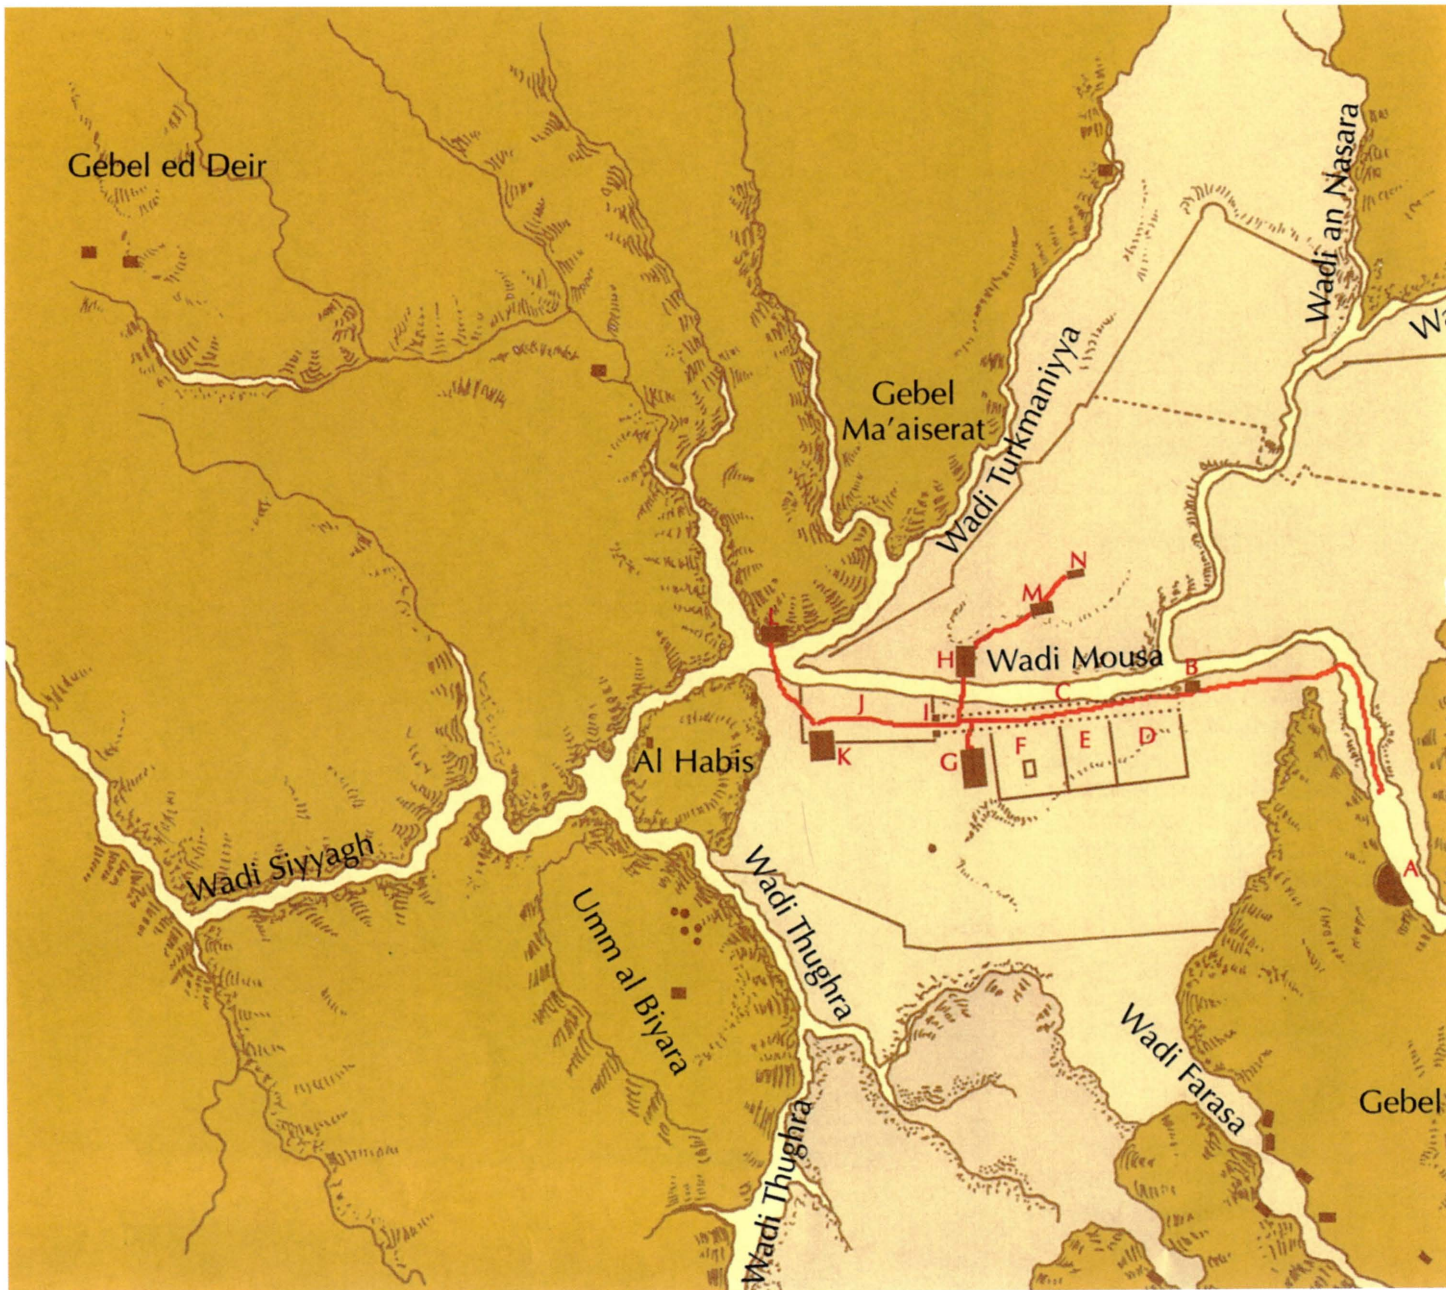 Gebel ed Deir
Wadi an Nasara
Wa
Gebel
Ma'aiserat
Wadi Turkmaniyya
N
M
L
H
Wadi Mousa
B
C
J
I
K
G
F
E
D
Al Habis
A
Wadi Siyyagh
Wadi Thughra
Umm al Biyara
Wadi Farasa
Gebel
Wadi Thughra